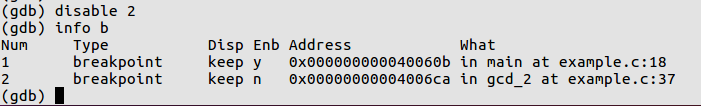 (gdb) disable 2
(gdb) info b
Num     Type           Disp Enb Address            What
1       breakpoint     keep y   0x000000000040060b in main at example.c:18
2       breakpoint     keep n   0x00000000004006ca in gcd_2 at example.c:37
(gdb)